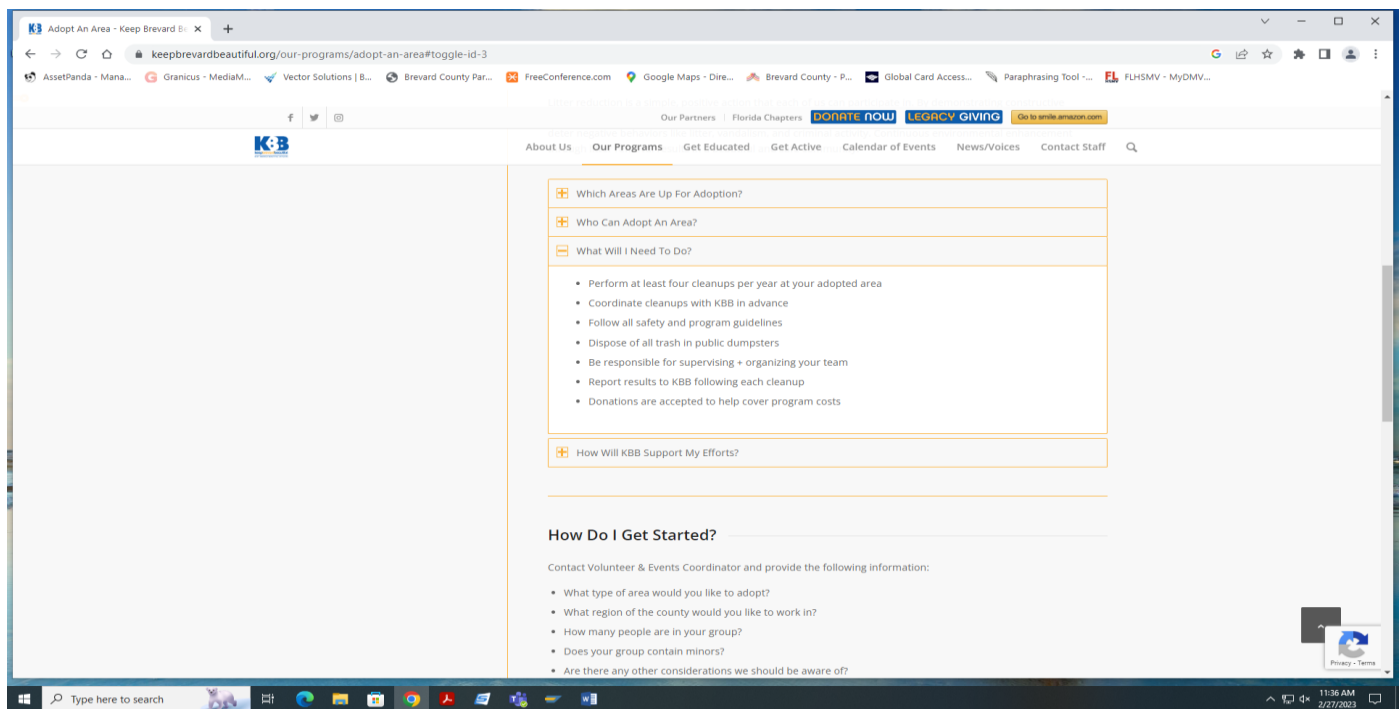 Adopt An Area - Keep Brevard Be
keepbrevardbeautiful.org/our-programs/adopt-an-area#toggle-id-3
AssetPanda - Mana... Granicus - MediaM... Vector Solutions | B... Brevard County Par... FreeConference.com Google Maps - Dire... Brevard County - P... Global Card Access... Paraphrasing Tool -... FLHSMV - MyDMV...
Our Partners | Florida Chapters DONATE NOW LEGACY GIVING Go to smile.amazon.com
KBB About Us Our Programs Get Educated Get Active Calendar of Events News/Voices Contact Staff
Which Areas Are Up For Adoption?
Who Can Adopt An Area?
What Will I Need To Do?
• Perform at least four cleanups per year at your adopted area
• Coordinate cleanups with KBB in advance
• Follow all safety and program guidelines
• Dispose of all trash in public dumpsters
• Be responsible for supervising + organizing your team
• Report results to KBB following each cleanup
• Donations are accepted to help cover program costs
How Will KBB Support My Efforts?
How Do I Get Started?
Contact Volunteer & Events Coordinator and provide the following information:
• What type of area would you like to adopt?
• What region of the county would you like to work in?
• How many people are in your group?
• Does your group contain minors?
• Are there any other considerations we should be aware of?
Privacy - Terms
Type here to search
11:36 AM
2/27/2023